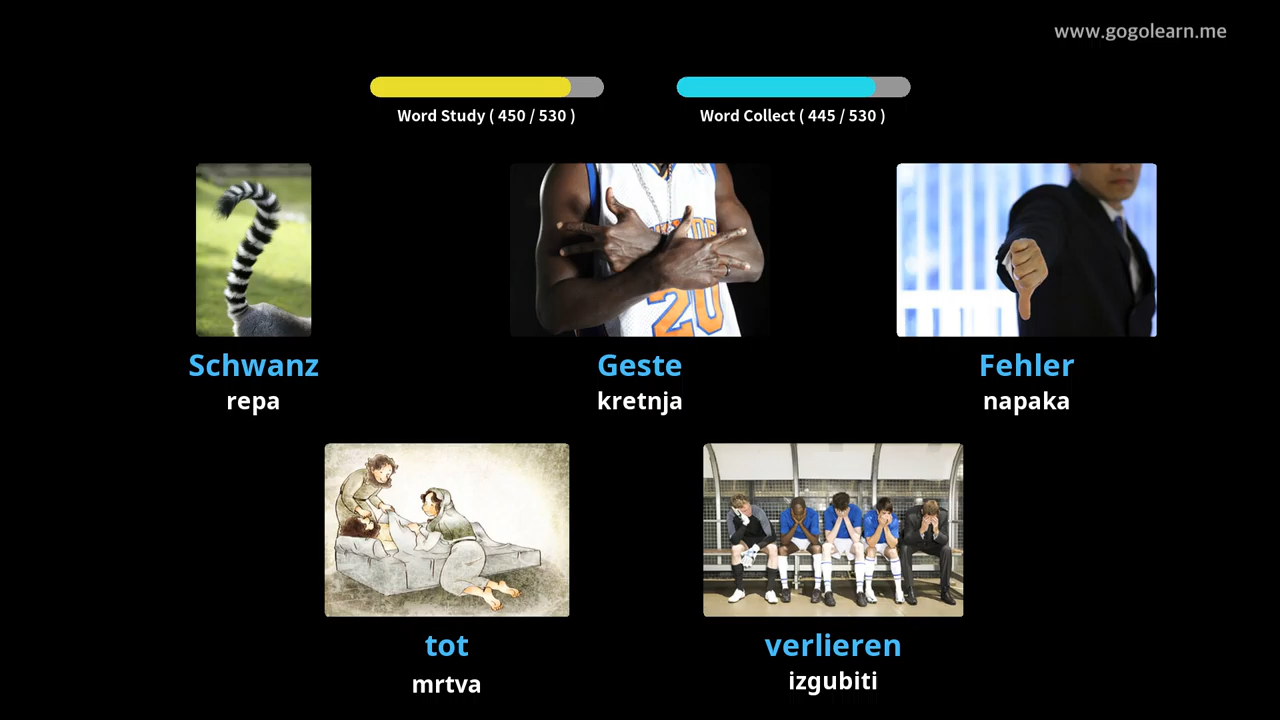 www.gogolearn.me
Word Study ( 450 / 530 )
Word Collect ( 445 / 530 )
20
Schwanz
Geste
Fehler
repa
kretnja
napaka
tot
verlieren
mrtva
izgubiti